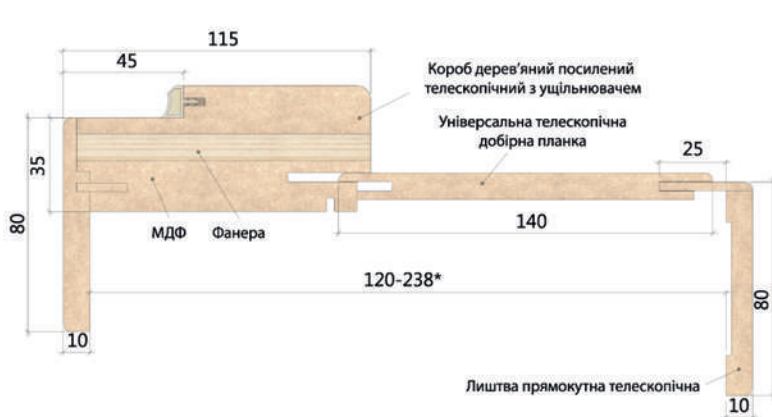 115
45
Короб дерев'яний посилений
телескопічний з ущільнювачем
Універсальна телескопічна
добірна планка
25
35
80
МДФ
Фанера
140
120-238*
80
10
Лиштва прямокутна телескопічна
10